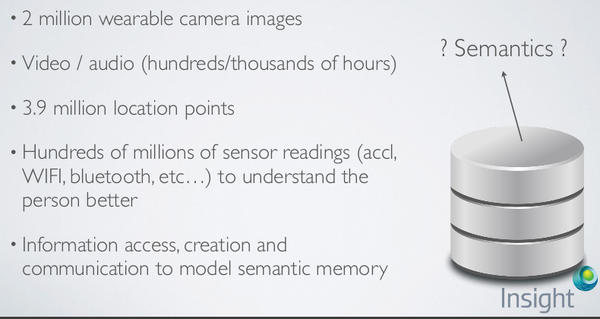 • 2 million wearable camera images
• Video / audio (hundreds/thousands of hours)
• 3.9 million location points
• Hundreds of millions of sensor readings (accl,
WIFI, bluetooth, etc…) to understand the
person better
• Information access, creation and
communication to model semantic memory
? Semantics ?
Insight